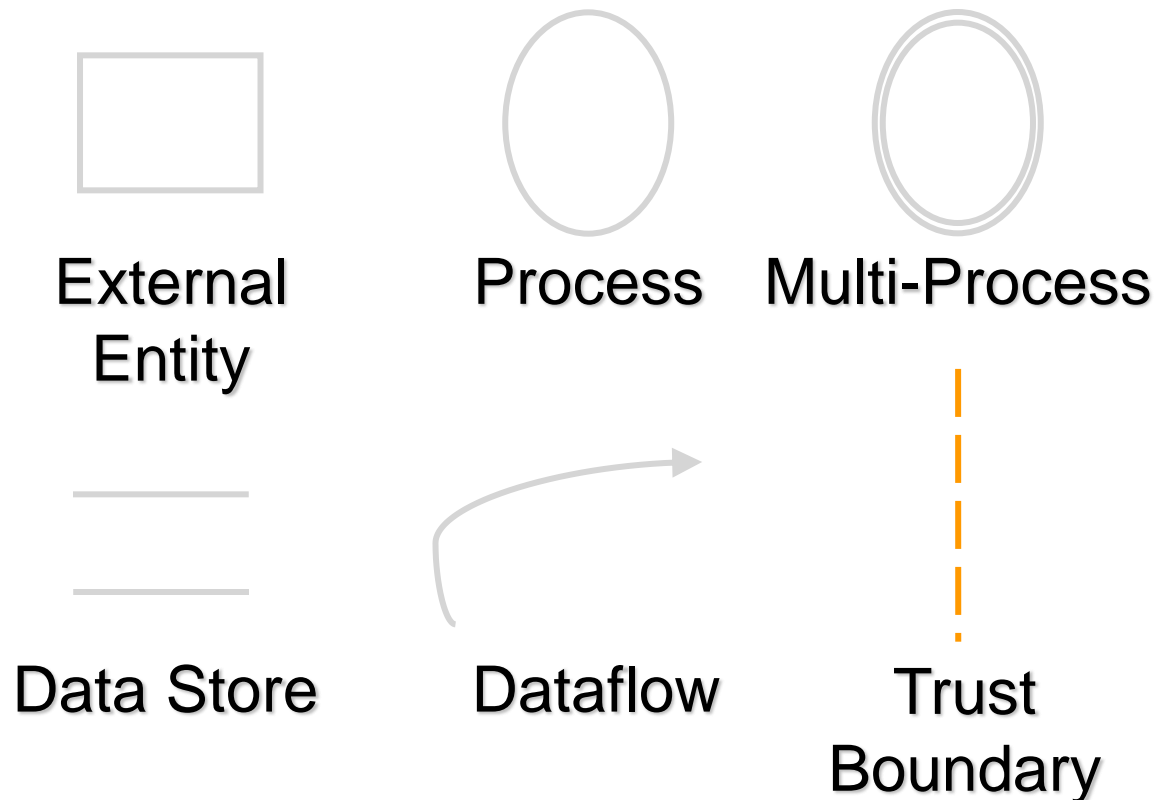 External
Entity
Process
Multi-Process
Data Store
Dataflow
Trust
Boundary